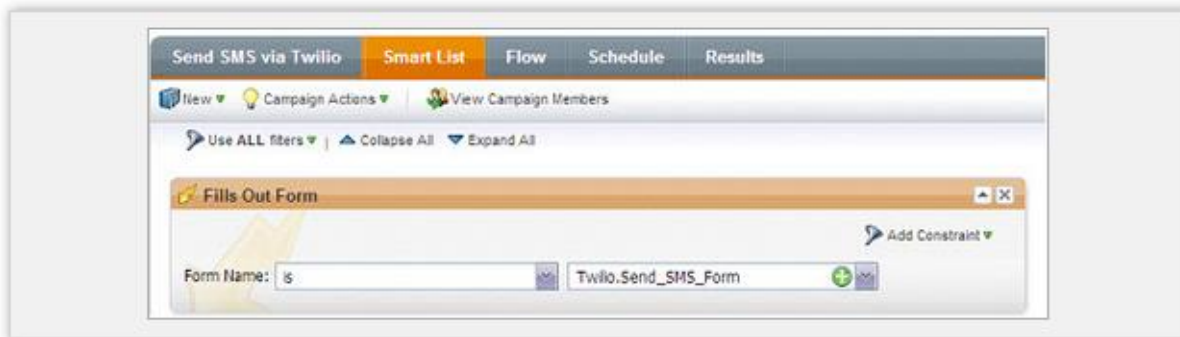 Send SMS via Twilio Smart List Flow Schedule Results
New Campaign Actions View Campaign Members
Use ALL filters Collapse All Expand All
Fills Out Form
Add Constraint
Form Name: is Twilio.Send_SMS_Form